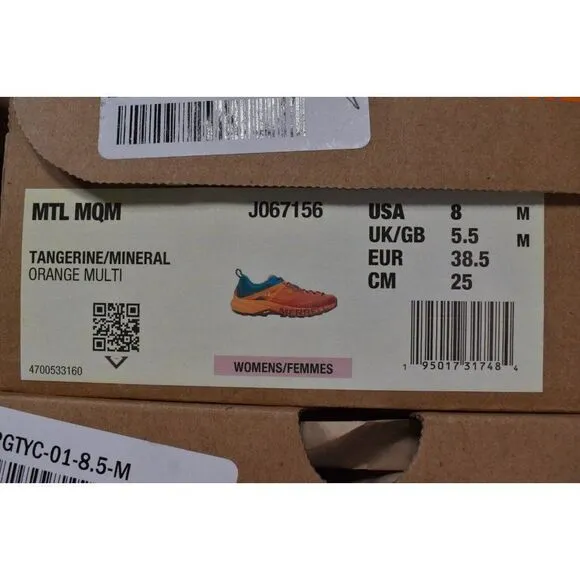 MTL MQM J067156 USA 8 M
UK/GB 5.5 M
EUR 38.5
CM 25
TANGERINE/MINERAL
ORANGE MULTI
MERRELL
4700533160
WOMENS/FEMMES
1 95017 31748 4
GTYC-01-8.5-M